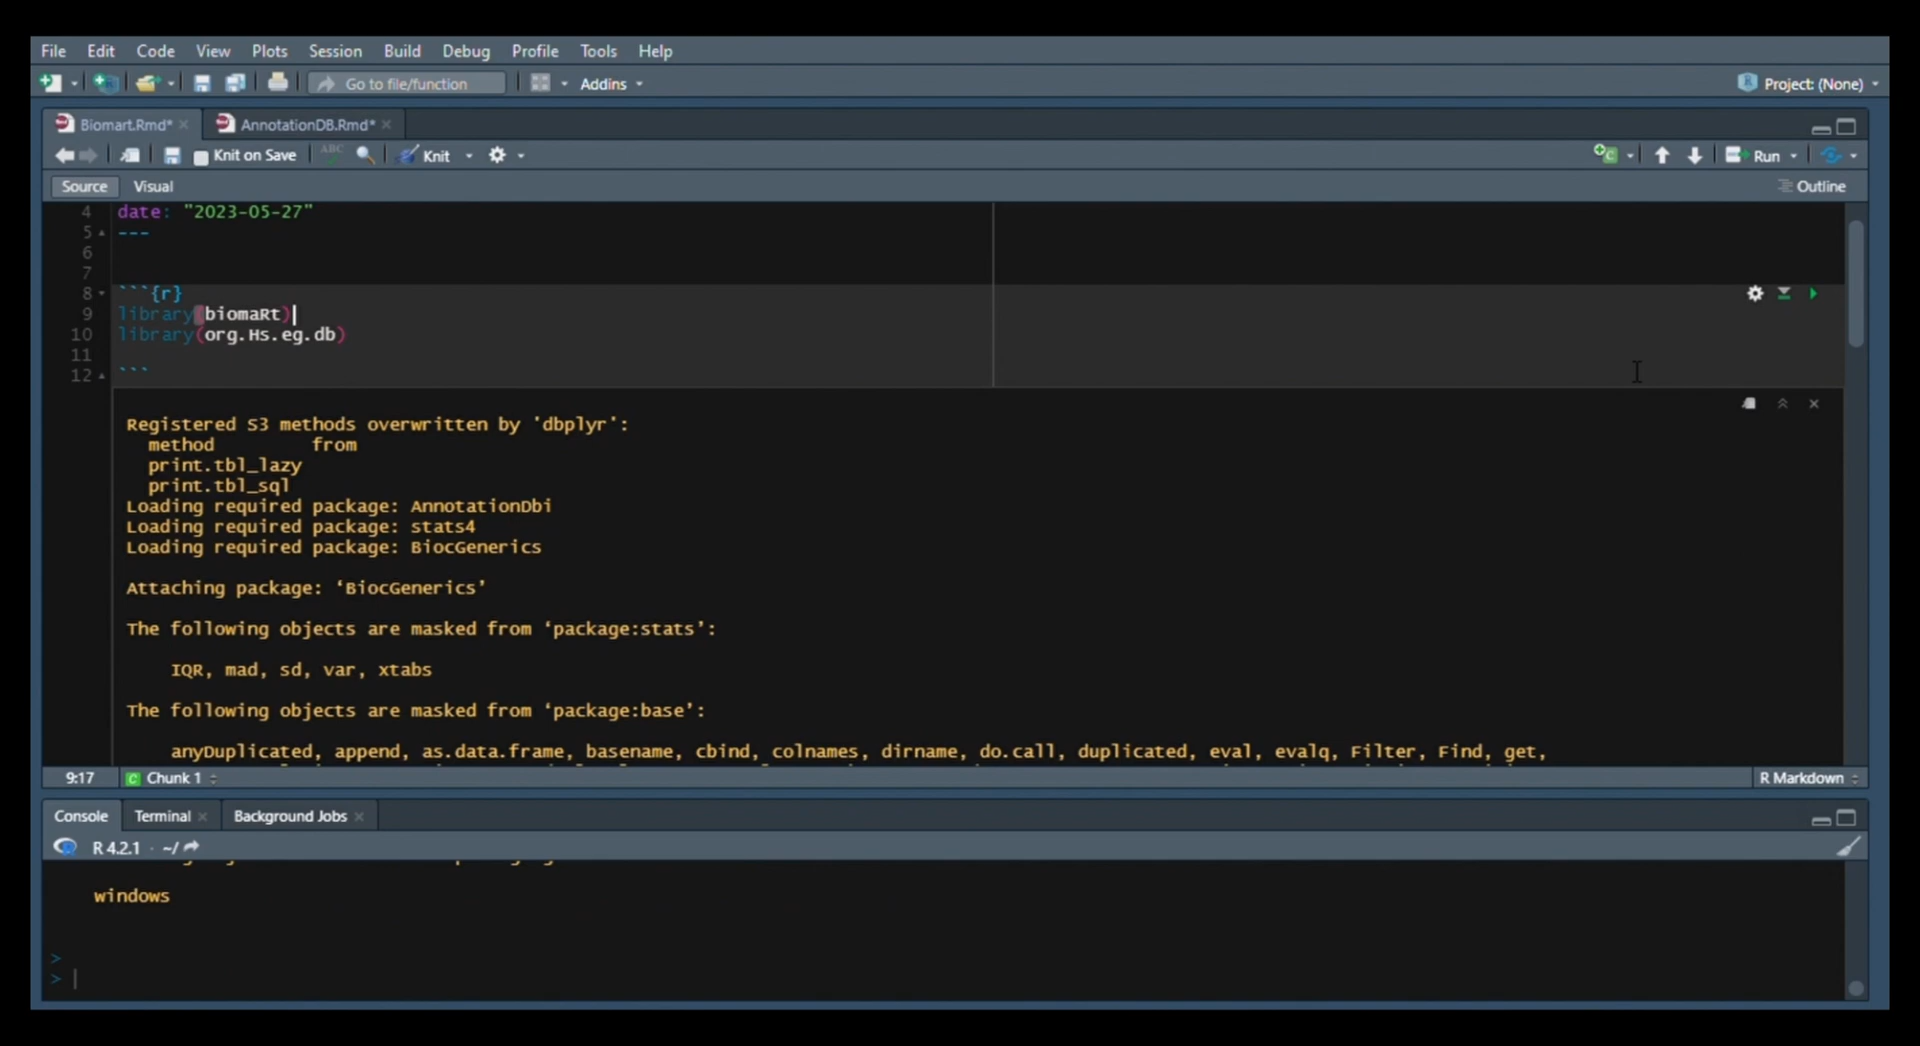 File Edit Code View Plots Session Build Debug Profile Tools Help
Go to file/function Addins Project: (None)
Biomart.Rmd* AnnotationDB.Rmd*
Knit on Save ABC Knit Run
Source Visual Outline
4 date: "2023-05-27"
5 ---
6
7
8 ```{r}
9 library(biomaRt)
10 library(org.Hs.eg.db)
11
12 ```
Registered S3 methods overwritten by 'dbplyr':
method from
print.tbl_lazy
print.tbl_sql
Loading required package: AnnotationDbi
Loading required package: stats4
Loading required package: BiocGenerics
Attaching package: ‘BiocGenerics’
The following objects are masked from ‘package:stats’:
IQR, mad, sd, var, xtabs
The following objects are masked from ‘package:base’:
anyDuplicated, append, as.data.frame, basename, cbind, colnames, dirname, do.call, duplicated, eval, evalq, Filter, Find, get,
9:17 C Chunk 1 R Markdown
Console Terminal Background Jobs
R R 4.2.1 · ~/
windows
>
>